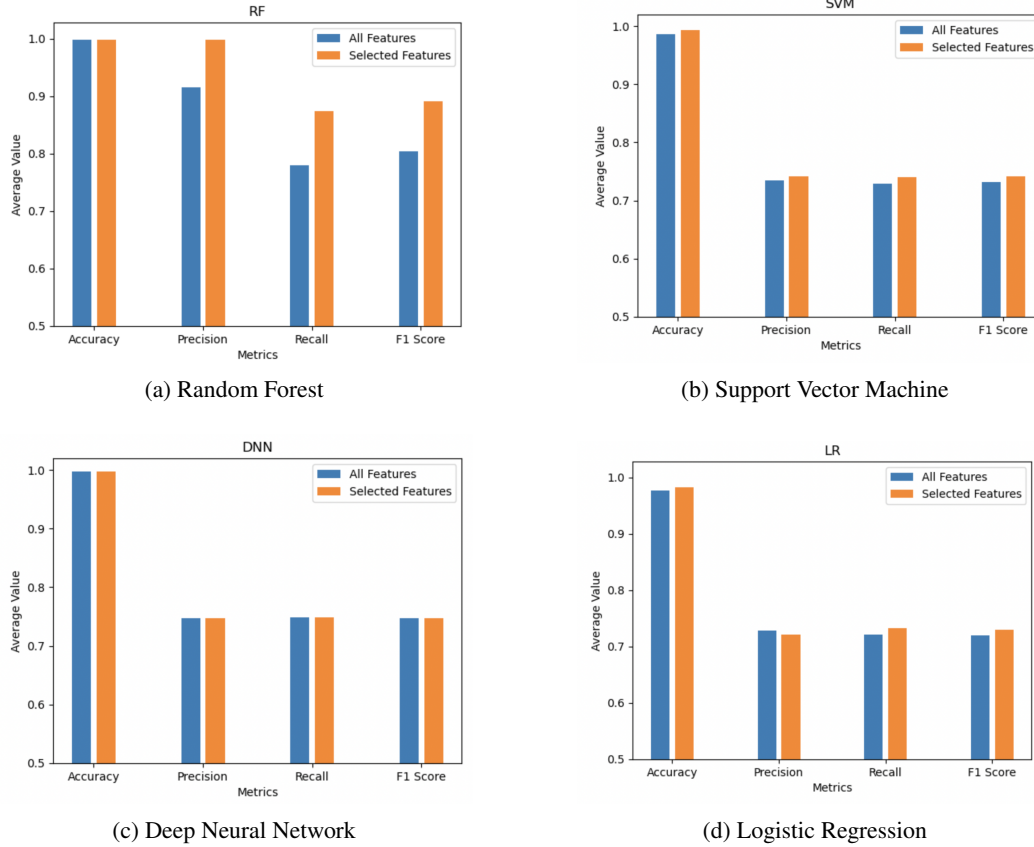 RF
All Features
Selected Features
1.0
0.9
0.8
0.7
0.6
0.5
Average Value
Accuracy Precision Recall F1 Score
Metrics
(a) Random Forest
SVM
All Features
Selected Features
1.0
0.9
0.8
0.7
0.6
0.5
Average Value
Accuracy Precision Recall F1 Score
Metrics
(b) Support Vector Machine
DNN
All Features
Selected Features
1.0
0.9
0.8
0.7
0.6
0.5
Average Value
Accuracy Precision Recall F1 Score
Metrics
(c) Deep Neural Network
LR
All Features
Selected Features
1.0
0.9
0.8
0.7
0.6
0.5
Average Value
Accuracy Precision Recall F1 Score
Metrics
(d) Logistic Regression